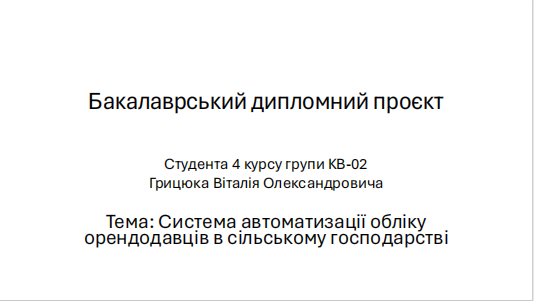 Бакалаврський дипломний проєкт
Студента 4 курсу групи КВ-02
Грицюка Віталія Олександровича
Тема: Система автоматизації обліку
орендодавців в сільському господарстві